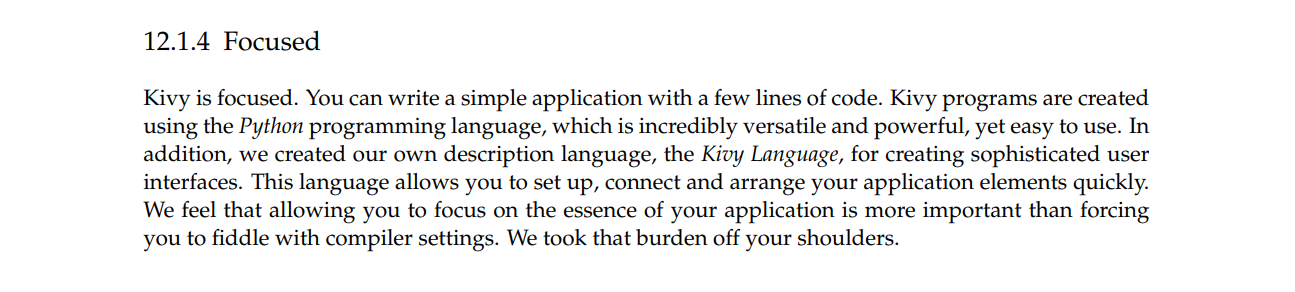 12.1.4 Focused
Kivy is focused. You can write a simple application with a few lines of code. Kivy programs are created
using the Python programming language, which is incredibly versatile and powerful, yet easy to use. In
addition, we created our own description language, the Kivy Language, for creating sophisticated user
interfaces. This language allows you to set up, connect and arrange your application elements quickly.
We feel that allowing you to focus on the essence of your application is more important than forcing
you to fiddle with compiler settings. We took that burden off your shoulders.